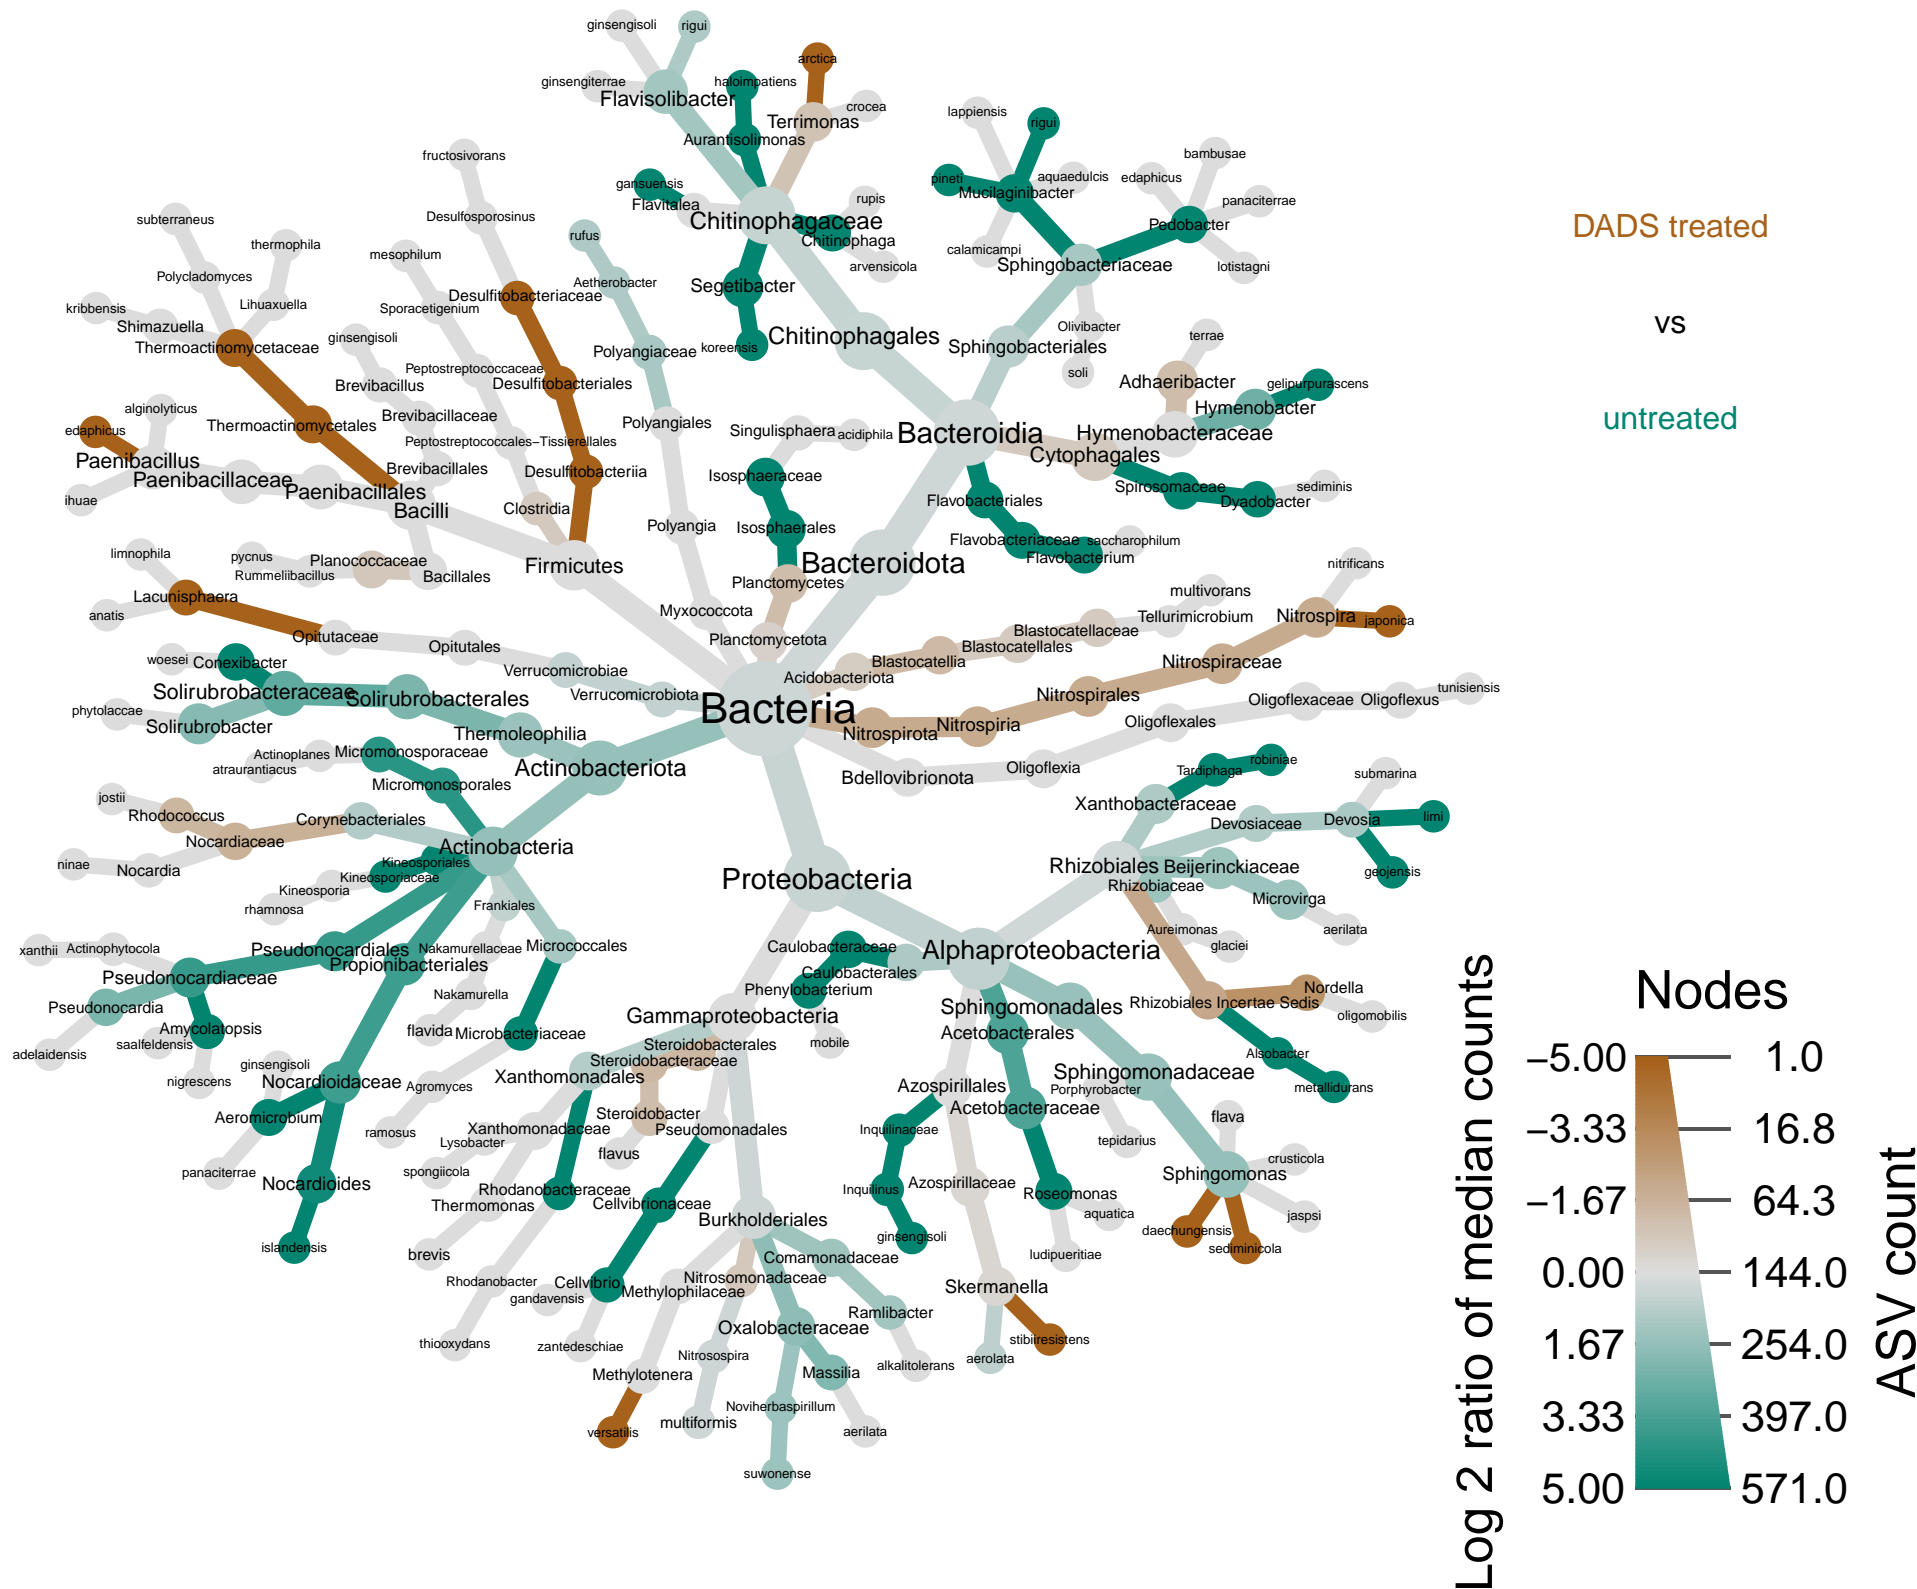 ginsengisoli
rigui
arctica
ginsengiterrae
haloimpatiens
Flavisolibacter
crocea
Terrimonas
Aurantisolimonas
lappiensis
rigui
bambusae
fructosivorans
gansuensis
pineti
aquaedulcis
edaphicus
Mucilaginibacter
rupis
Flavitalea
panaciterrae
subterraneus
Desulfosporosinus
Chitinophagaceae
Pedobacter
DADS treated
rufus
Chitinophaga
thermophila
mesophilum
calamicampi
arvensicola
Sphingobacteriaceae
lotistagni
Polycladomyces
Aetherobacter
Segetibacter
Desulfitobacteriaceae
kribbensis
Lihuaxella
Sporacetigenium
Shimazuella
Olivibacter
vs
ginsengisoli
Chitinophagales
terrae
Thermoactinomycetaceae
Polyangiaceae
koreensis
Sphingobacteriales
Peptostreptococcaceae
soli
Brevibacillus
Desulfitobacteriales
Adhaeribacter
gelipurpurascens
alginolyticus
Hymenobacter
Brevibacillaceae
untreated
edaphicus
Thermoactinomycetales
Polyangiales
Singulisphaera
acidiphila
Bacteroidia
Hymenobacteraceae
Peptostreptococcales−Tissierellales
Cytophagales
Paenibacillus
Brevibacillales
Desulfitobacteriia
Isosphaeraceae
Paenibacillaceae
Spirosomaceae
sediminis
Paenibacillales
ihuae
Clostridia
Flavobacteriales
Dyadobacter
Bacilli
Polyangia
Isosphaerales
Flavobacteriaceae
saccharophilum
limnophila
pycnus
Planococcaceae
Firmicutes
Bacteroidota
Flavobacterium
nitrificans
Rummeliibacillus
Bacillales
Planctomycetes
multivorans
Lacunisphaera
Myxococcota
anatis
Tellurimicrobium
Nitrospira
japonica
Opitutaceae
Opitutales
Planctomycetota
Blastocatellaceae
Blastocatellales
woesei
Conexibacter
Verrucomicrobiae
Blastocatellia
Nitrospiraceae
Acidobacteriota
Solirubrobacteraceae
Solirubrobacterales
Verrucomicrobiota
Nitrospirales
tunisiensis
Oligoflexaceae
Oligoflexus
phytolaccae
Bacteria
Solirubrobacter
Thermoleophilia
Nitrospirota
Nitrospiria
Oligoflexales
Actinoplanes
Micromonosporaceae
atraurantiacus
Actinobacteriota
Bdellovibrionota
Oligoflexia
Tardiphaga
robiniae
submarina
Micromonosporales
jostii
Xanthobacteraceae
Rhodococcus
Corynebacteriales
Devosiaceae
Devosia
limi
Nocardiaceae
Actinobacteria
ninae
Nocardia
Kineosporiales
Kineosporiaceae
Rhizobiales
Beijerinckiaceae
geojensis
Proteobacteria
Rhizobiaceae
Kineosporia
Microvirga
rhamnosa
Frankiales
xanthii
Actinophytocola
Pseudonocardiales
Nakamurellaceae
Micrococcales
Caulobacteraceae
Alphaproteobacteria
Aureimonas
glaciei
aerilata
Propionibacteriales
Pseudonocardiaceae
Caulobacterales
Nakamurella
Phenylobacterium
Nordella
Pseudonocardia
Sphingomonadales
Rhizobiales Incertae Sedis
Gammaproteobacteria
oligomobilis
Amycolatopsis
flavida
Microbacteriaceae
Acetobacterales
saalfeldensis
Steroidobacterales
mobile
adelaidensis
ginsengisoli
Steroidobacteraceae
Alsobacter
Xanthomonadales
nigrescens
Nocardioidaceae
Agromyces
Azospirillales
Sphingomonadaceae
Porphyrobacter
metallidurans
Aeromicrobium
Steroidobacter
Acetobacteraceae
flava
ramosus
Xanthomonadaceae
Pseudomonadales
Inquilinaceae
Lysobacter
tepidarius
flavus
crusticola
panaciterrae
spongiicola
Sphingomonas
Nocardioides
Rhodanobacteraceae
Inquilinus
Azospirillaceae
Roseomonas
Thermomonas
Cellvibrionaceae
aquatica
jaspsi
Burkholderiales
daechungensis
islandensis
ginsengisoli
sediminicola
brevis
Comamonadaceae
ludipueritiae
Rhodanobacter
Cellvibrio
Nitrosomonadaceae
Skermanella
gandavensis
Methylophilaceae
Ramlibacter
Oxalobacteraceae
thiooxydans
zantedeschiae
Nitrosospira
stibiiresistens
Methylotenera
Massilia
alkalitolerans
aerolata
Noviherbaspirillum
versatilis
multiformis
aerilata
suwonense
Nodes
−5.00 1.0
−3.33 16.8
−1.67 64.3
0.00 144.0
1.67 254.0
3.33 397.0
5.00 571.0
Log 2 ratio of median counts
ASV count